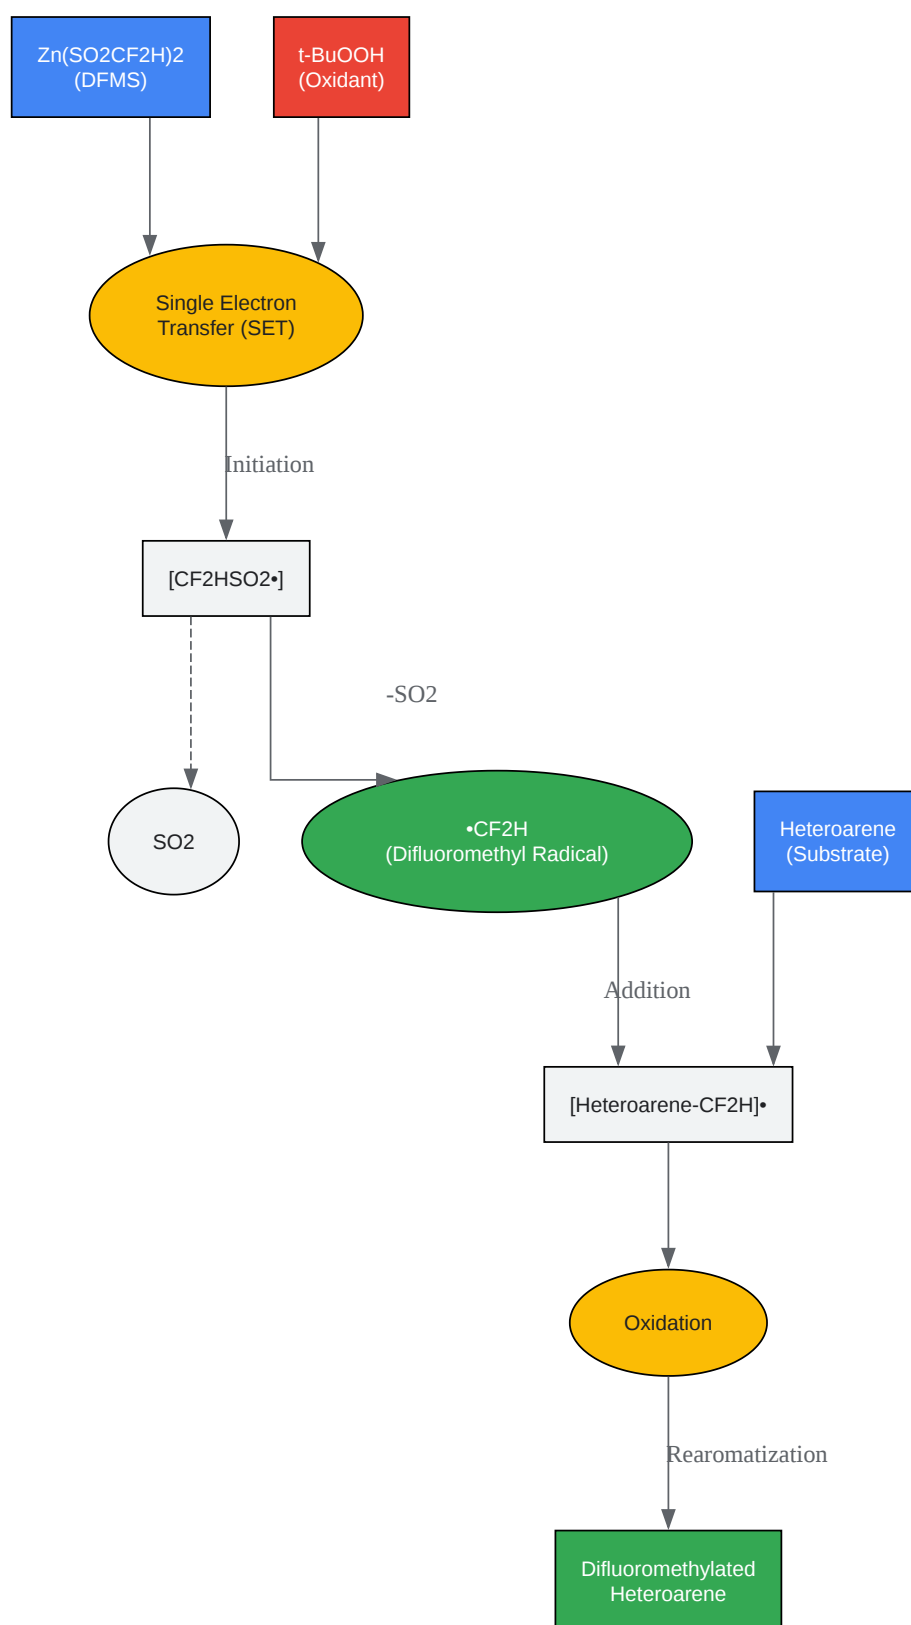 Zn(SO2CF2H)2
(DFMS)
t-BuOOH
(Oxidant)
Single Electron
Transfer (SET)
Initiation
[CF2HSO2•]
-SO2
SO2
•CF2H
(Difluoromethyl Radical)
Heteroarene
(Substrate)
Addition
[Heteroarene-CF2H]•
Oxidation
Rearomatization
Difluoromethylated
Heteroarene